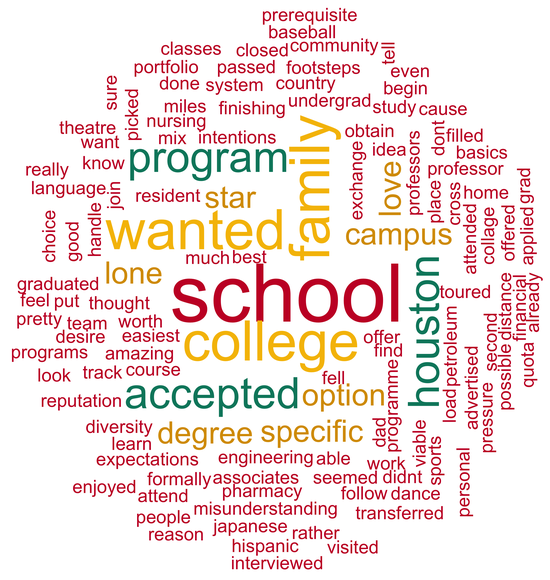 prerequisite
baseball
classes closed community tell
portfolio passed footsteps even
sure done system country begin
picked miles finishing undergrad study cause
theatre nursing obtain dont filled
want mix intentions exchange idea professors basics
know program family love professor
really place cross home grad
language join resident star collage offered applied
choice good handle wanted campus attended
much best
lone
graduated school houston toured distance financial already
feel put thought
pretty team worth college offer petroleum second possible
desire easiest find
programs amazing
look track course fell load advertised quota
reputation accepted option programme pressure
diversity degree specific dad viable
learn sports
expectations engineering able work
enjoyed formally associates seemed didnt personal
attend pharmacy follow dance
misunderstanding transferred
people japanese
reason rather
hispanic visited
interviewed